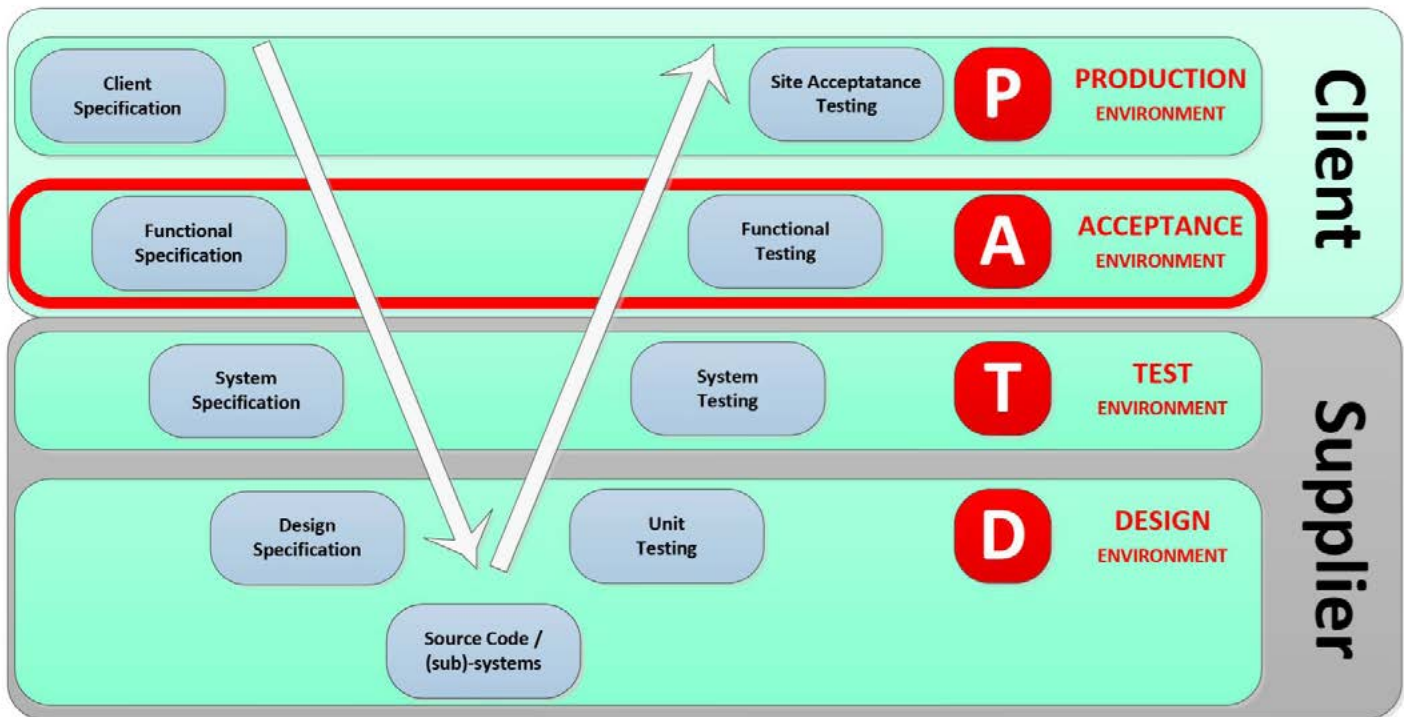 Client
Specification
Site Acceptatance
Testing
P
PRODUCTION
ENVIRONMENT
Client
Functional
Specification
Functional
Testing
A
ACCEPTANCE
ENVIRONMENT
System
Specification
System
Testing
T
TEST
ENVIRONMENT
Supplier
Design
Specification
Unit
Testing
D
DESIGN
ENVIRONMENT
Source Code /
(sub)-systems